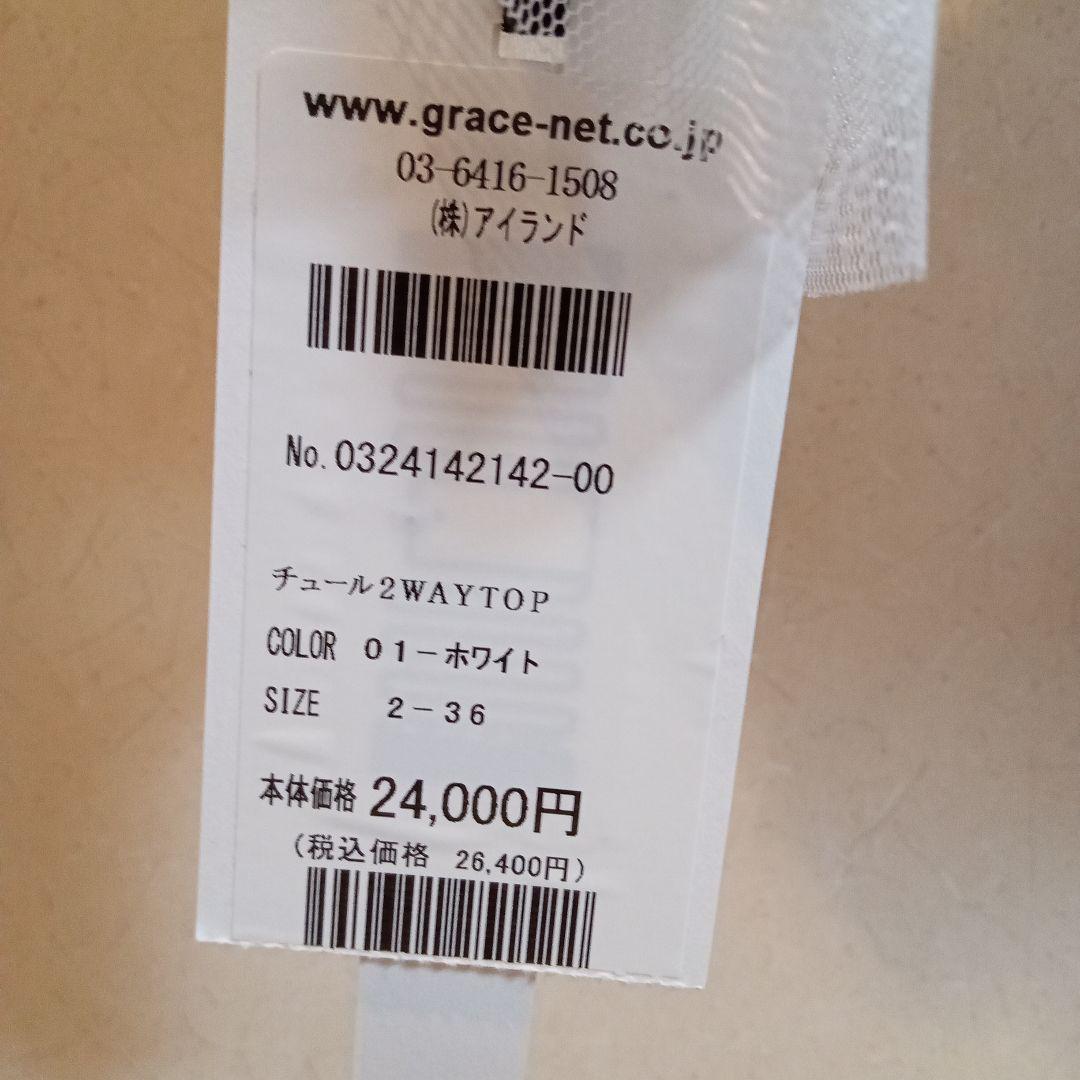 www.grace-net.co.jp
03-6416-1508
(株)アイランド
No.0324142142-00
チュール2WAYTOP
COLOR 01-ホワイト
SIZE 2-36
本体価格 24,000円
(税込価格 26,400円)